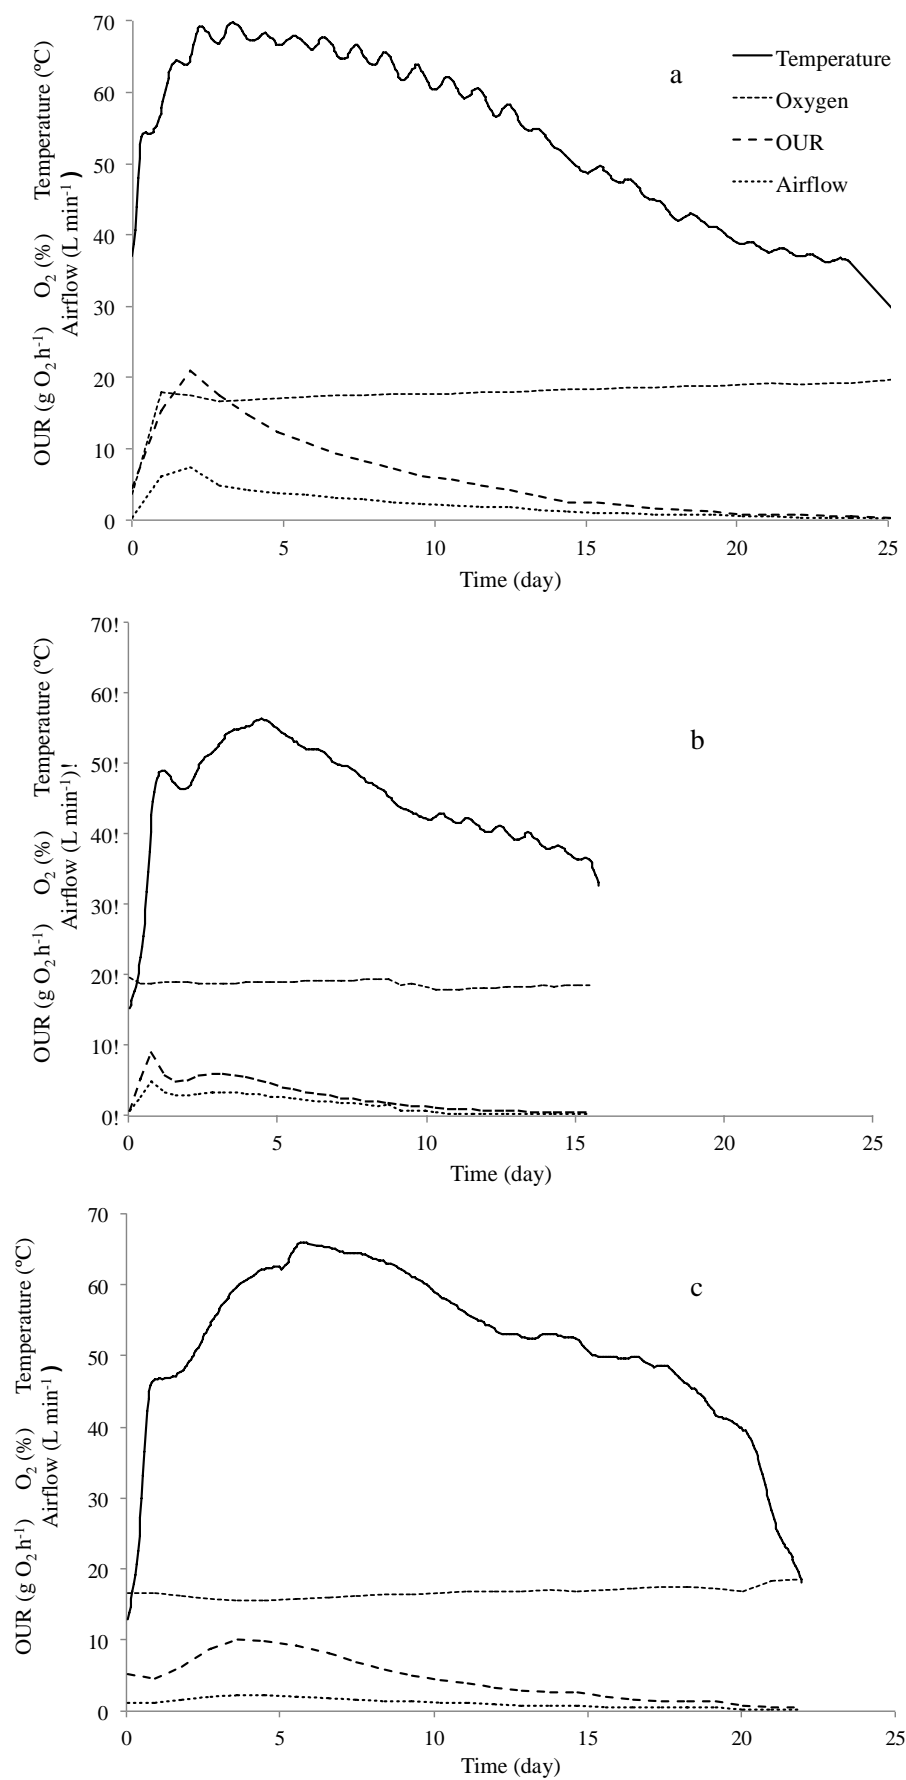 70
60
50
40
30
20
10
0
OUR (g O₂ h⁻¹) O₂ (%) Temperature (ºC)
Airflow (L min⁻¹)
a
Temperature
Oxygen
OUR
Airflow
0 5 10 15 20 25
Time (day)
70!
60!
50!
40!
30!
20!
10!
0!
OUR (g O₂ h⁻¹) O₂ (%) Temperature (ºC)
Airflow (L min⁻¹)!
b
0 5 10 15 20 25
Time (day)
70
60
50
40
30
20
10
0
OUR (g O₂ h⁻¹) O₂ (%) Temperature (ºC)
Airflow (L min⁻¹)
c
0 5 10 15 20 25
Time (day)